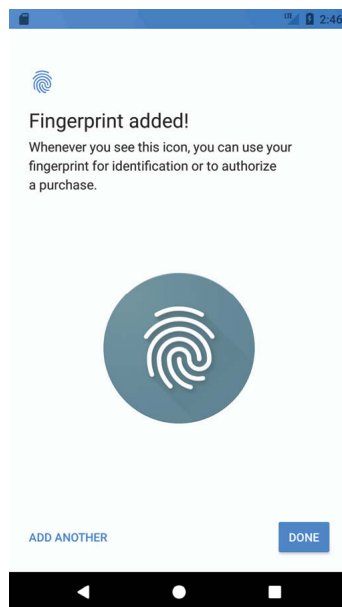 LTE 2:46
Fingerprint added!
Whenever you see this icon, you can use your
fingerprint for identification or to authorize
a purchase.
ADD ANOTHER DONE